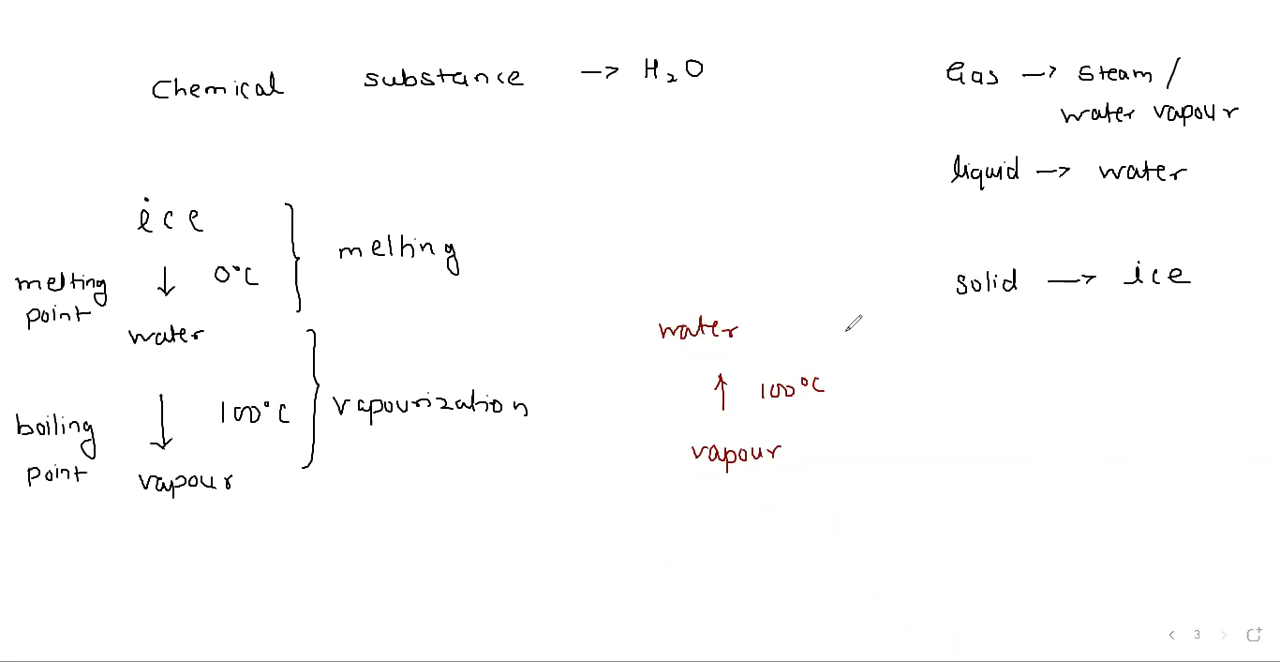 Chemical substance -> H2O
Gas -> steam /
water vapour
liquid -> water
solid -> ice
ice
melting point
0°C
melting
water
boiling point
100°C
vapourization
vapour
water
100°C
vapour
3